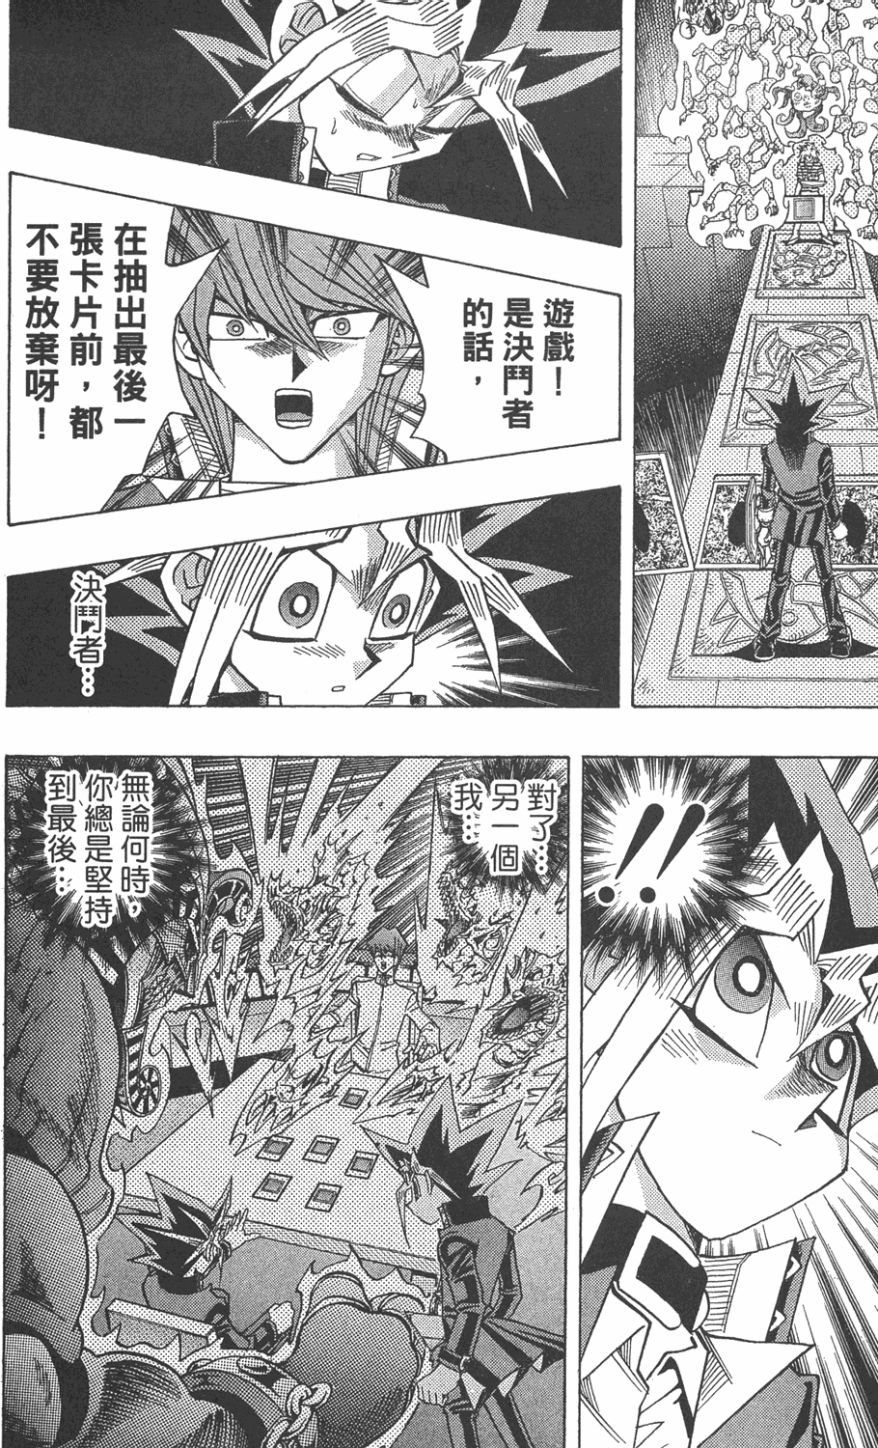 遊戲！
是決鬥者
的話，
在抽出最後一
張卡片前，都
不要放棄呀！
決鬥者…
！！
對了…
另一個
我…
無論何時，
你總是堅持
到最後…